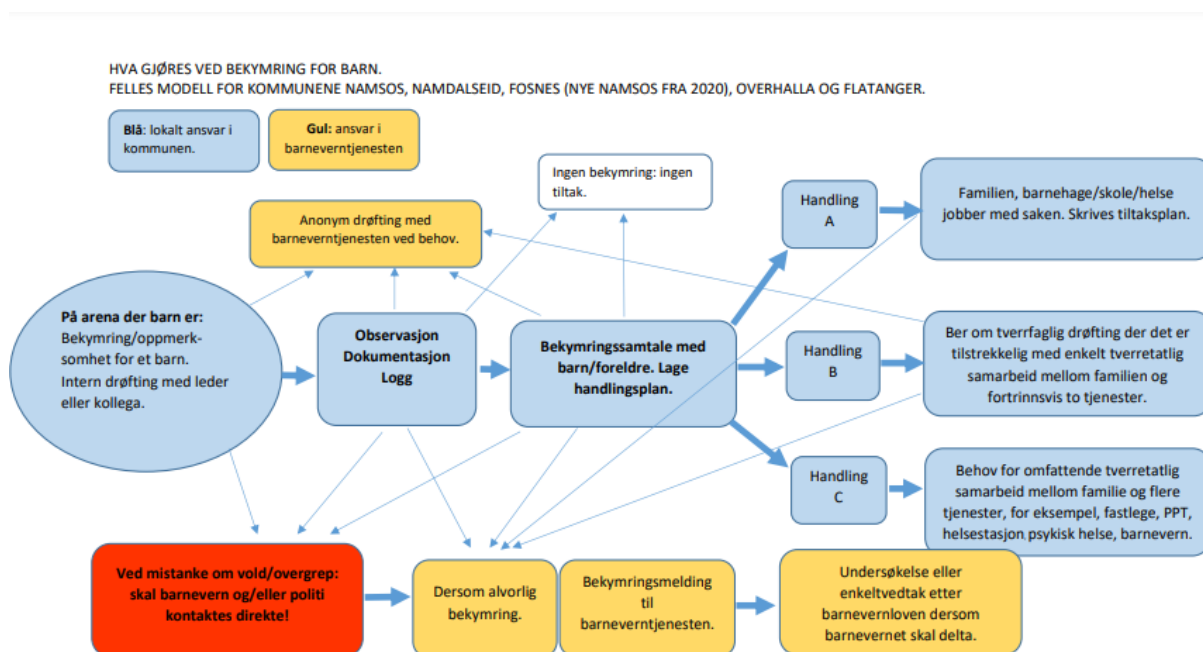 HVA GJØRES VED BEKYMRING FOR BARN.
FELLES MODELL FOR KOMMUNENE NAMSOS, NAMDALSEID, FOSNES (NYE NAMSOS FRA 2020), OVERHALLA OG FLATANGER.
Blå: lokalt ansvar i
kommunen.
Gul: ansvar i
barneverntjenesten
Ingen bekymring: ingen
tiltak.
Anonym drøfting med
barneverntjenesten ved behov.
Handling
A
Familien, barnehage/skole/helse
jobber med saken. Skrives tiltaksplan.
På arena der barn er:
Bekymring/oppmerk-
somhet for et barn.
Intern drøfting med leder
eller kollega.
Observasjon
Dokumentasjon
Logg
Bekymringssamtale med
barn/foreldre. Lage
handlingsplan.
Handling
B
Ber om tverrfaglig drøfting der det er
tilstrekkelig med enkelt tverretatlig
samarbeid mellom familien og
fortrinnsvis to tjenester.
Handling
C
Behov for omfattende tverretatlig
samarbeid mellom familie og flere
tjenester, for eksempel, fastlege, PPT,
helsestasjon psykisk helse, barnevern.
Ved mistanke om vold/overgrep:
skal barnevern og/eller politi
kontaktes direkte!
Dersom alvorlig
bekymring.
Bekymringsmelding
til
barneverntjenesten.
Undersøkelse eller
enkeltvedtak etter
barnevernloven dersom
barnevernet skal delta.